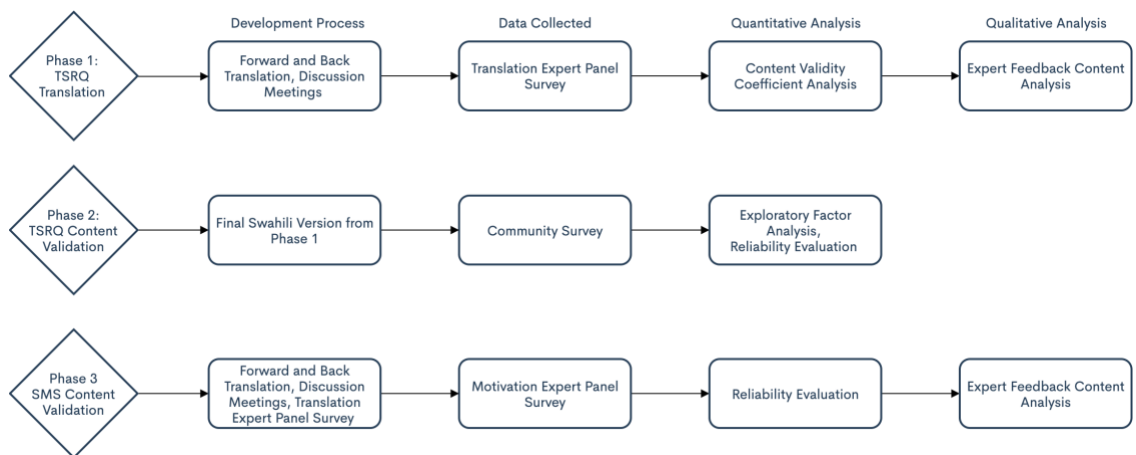 Development Process
Data Collected
Quantitative Analysis
Qualitative Analysis
Phase 1:
TSRQ
Translation
Forward and Back
Translation, Discussion
Meetings
Translation Expert Panel
Survey
Content Validity
Coefficient Analysis
Expert Feedback Content
Analysis
Phase 2:
TSRQ Content
Validation
Final Swahili Version from
Phase 1
Community Survey
Exploratory Factor
Analysis,
Reliability Evaluation
Phase 3
SMS Content
Validation
Forward and Back
Translation, Discussion
Meetings, Translation
Expert Panel Survey
Motivation Expert Panel
Survey
Reliability Evaluation
Expert Feedback Content
Analysis